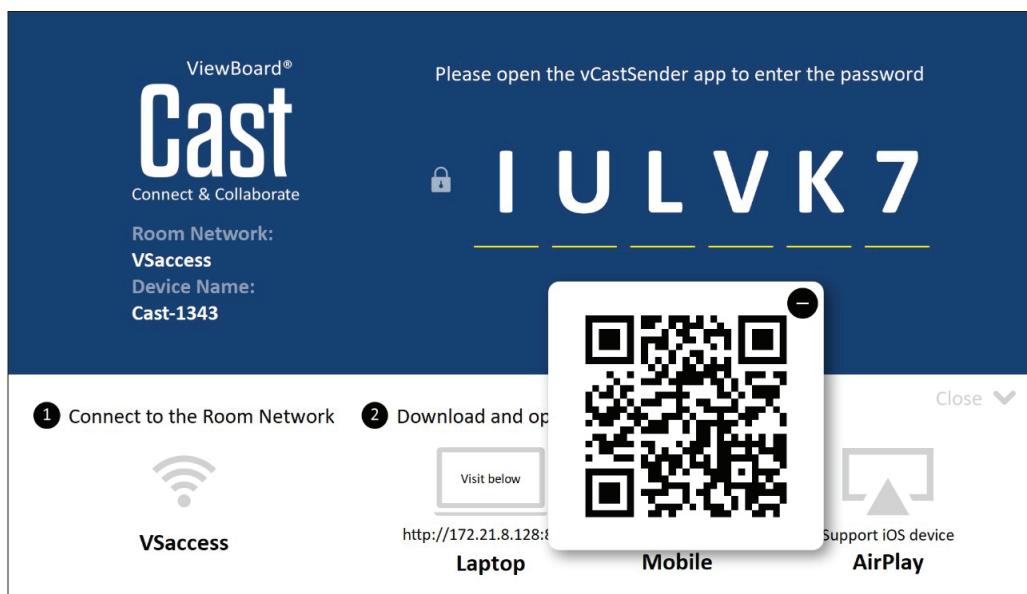 ViewBoard®
Cast
Connect & Collaborate
Room Network:
VSaccess
Device Name:
Cast-1343
Please open the vCastSender app to enter the password
I U L V K 7
Close
1 Connect to the Room Network
2 Download and op
VSaccess
Visit below
http://172.21.8.128:
Laptop
Mobile
Support iOS device
AirPlay